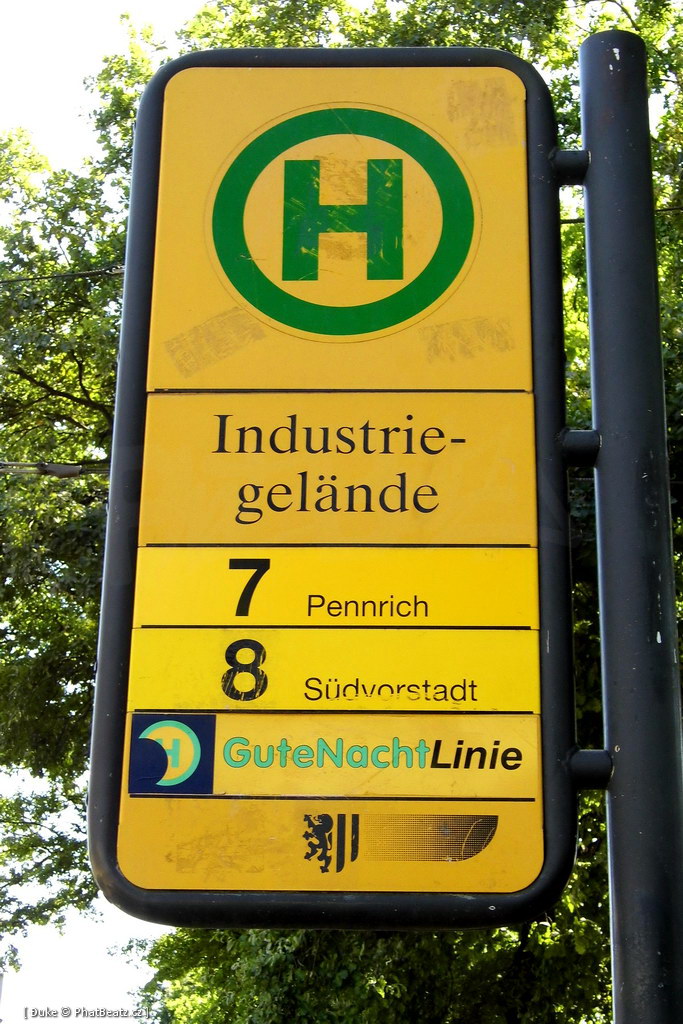 H
Industrie-
gelände
7 Pennrich
8 Südvorstadt
H GuteNachtLinie
[ Duke © PhatBeatz.cz ]